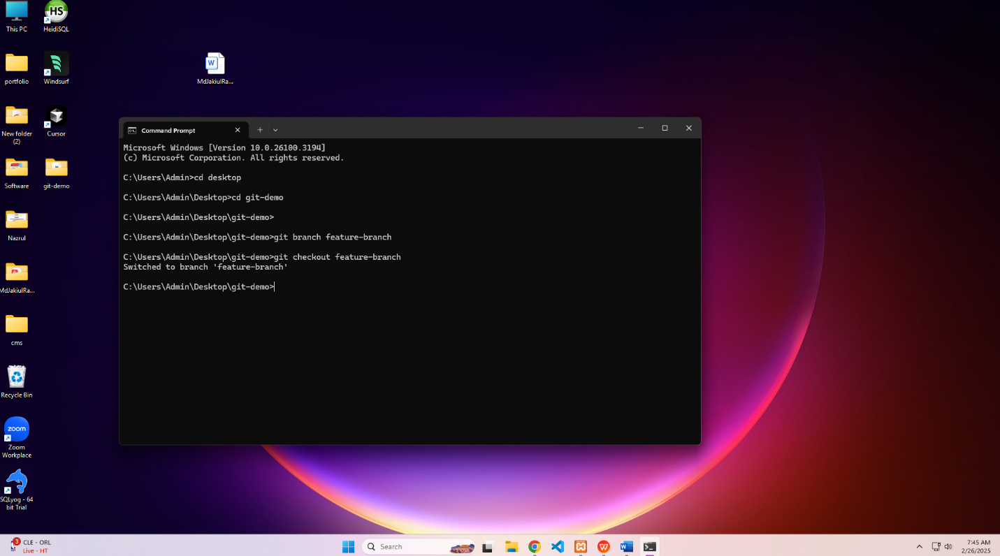 This PC
HS
HeidiSQL
portfolio
Windsurf
W
MdJakiulRa...
New folder
(2)
Cursor
Software
git-demo
Nazrul
MdJakiulRa...
cms
Recycle Bin
zoom
Zoom
Workplace
SQLyog - 64
bit Trial
Command Prompt
Microsoft Windows [Version 10.0.26100.3194]
(c) Microsoft Corporation. All rights reserved.
C:\Users\Admin>cd desktop
C:\Users\Admin\Desktop>cd git-demo
C:\Users\Admin\Desktop\git-demo>
C:\Users\Admin\Desktop\git-demo>git branch feature-branch
C:\Users\Admin\Desktop\git-demo>git checkout feature-branch
Switched to branch 'feature-branch'
C:\Users\Admin\Desktop\git-demo>
3
CLE - ORL
Live - HT
Search
W
W
7:45 AM
2/26/2025